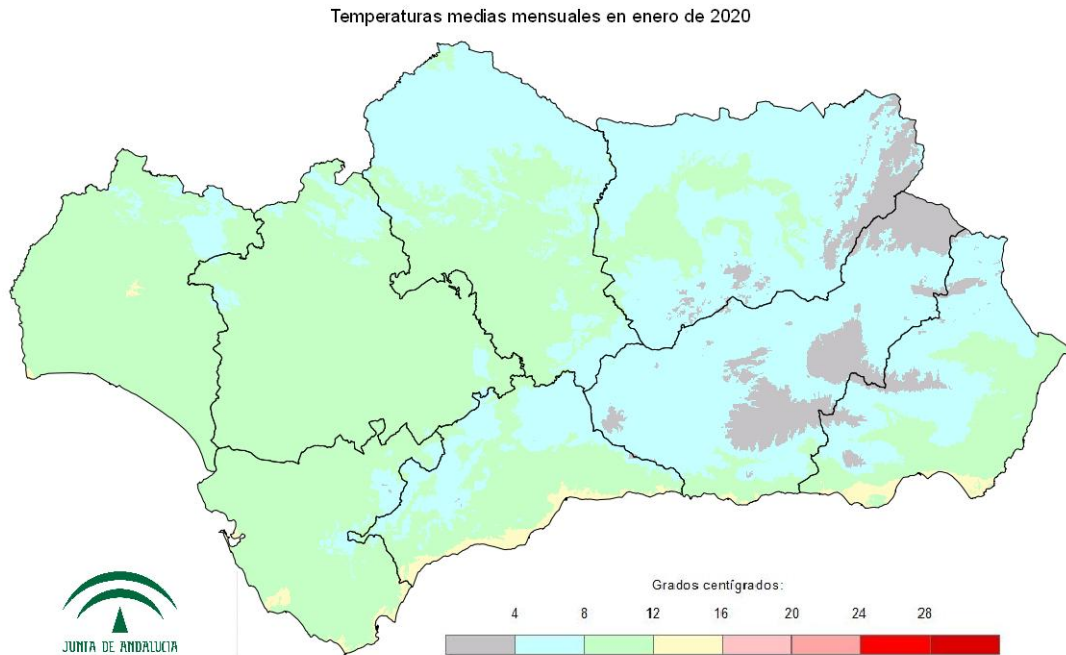 Temperaturas medias mensuales en enero de 2020
Grados centígrados:
4 8 12 16 20 24 28
JUNTA DE ANDALUCIA